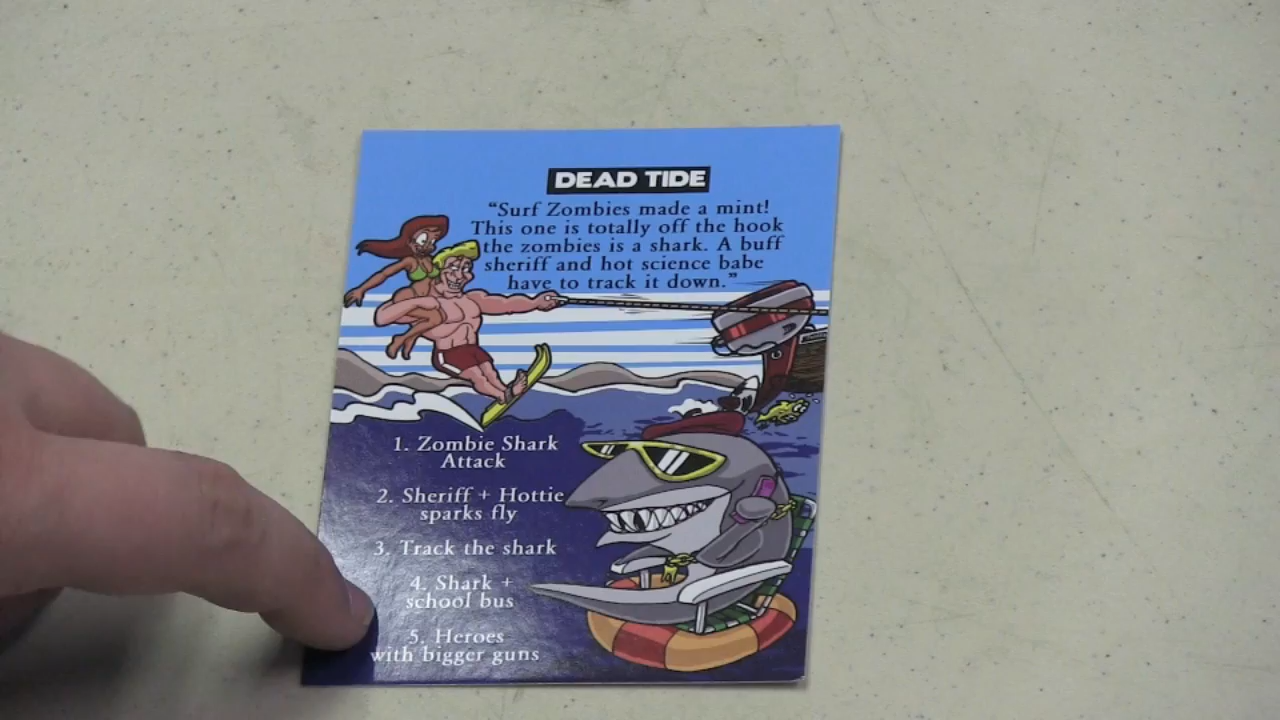 DEAD TIDE
“Surf Zombies made a mint!
This one is totally off the hook
the zombies is a shark. A buff
sheriff and hot science babe
have to track it down.”
1. Zombie Shark
Attack
2. Sheriff + Hottie
sparks fly
3. Track the shark
4. Shark +
school bus
5. Heroes
with bigger guns